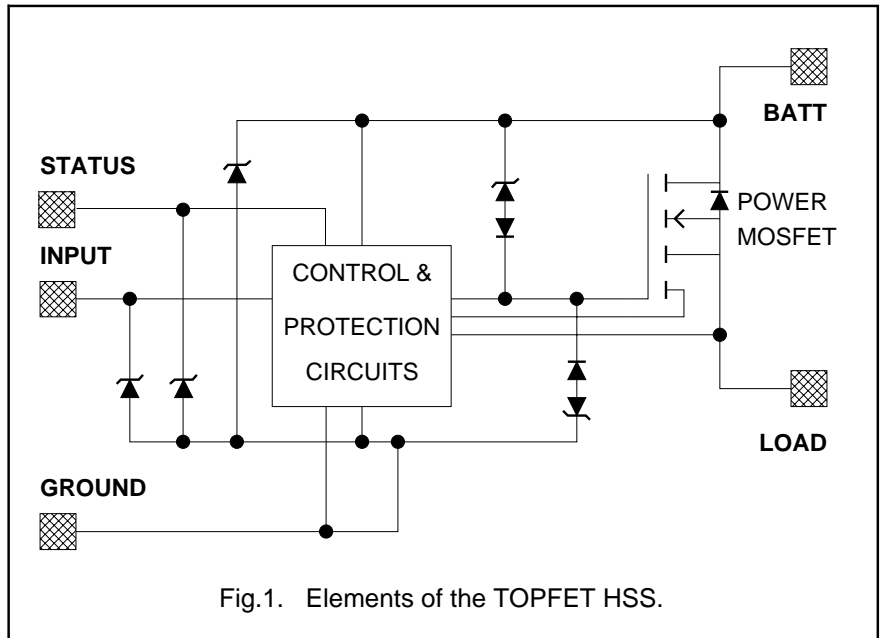 BATT
STATUS
POWER
MOSFET
INPUT
CONTROL &
PROTECTION
CIRCUITS
LOAD
GROUND
Fig.1. Elements of the TOPFET HSS.